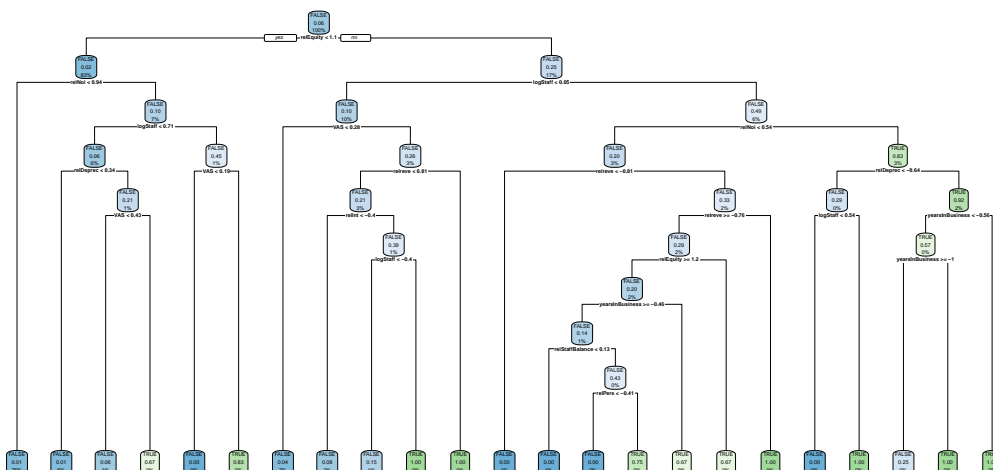 FALSE
0.06
100%
yes
relEquity < 1.1
no
FALSE
0.02
83%
FALSE
0.25
17%
relNoI < 0.94
logStaff < 0.05
FALSE
0.10
7%
FALSE
0.10
10%
FALSE
0.49
6%
logStaff < 0.71
VAS < 0.28
relNoI < 0.54
FALSE
0.06
6%
FALSE
0.45
1%
FALSE
0.26
3%
FALSE
0.20
3%
TRUE
0.83
3%
relDeprec < 0.34
VAS < 0.19
relreve < 0.81
relreve < −0.81
relDeprec < −0.64
FALSE
0.21
1%
FALSE
0.21
3%
FALSE
0.33
2%
FALSE
0.29
0%
TRUE
0.92
2%
VAS < 0.43
relInt < −0.4
relreve >= −0.76
logStaff < 0.54
yearsInBusiness < −0.56
FALSE
0.39
1%
FALSE
0.29
2%
TRUE
0.57
0%
logStaff < −0.4
relEquity >= 1.2
yearsInBusiness >= −1
FALSE
0.20
2%
yearsInBusiness >= −0.46
FALSE
0.14
1%
relStaffBalance < 0.13
FALSE
0.43
0%
relPers < −0.41
FALSE
0.01
FALSE
0.01
FALSE
0.06
TRUE
0.67
FALSE
0.00
TRUE
0.83
FALSE
0.04
FALSE
0.08
FALSE
0.15
TRUE
1.00
TRUE
1.00
FALSE
0.00
FALSE
0.00
FALSE
0.00
TRUE
0.75
TRUE
0.67
TRUE
0.67
TRUE
1.00
FALSE
0.00
TRUE
1.00
FALSE
0.25
TRUE
1.00